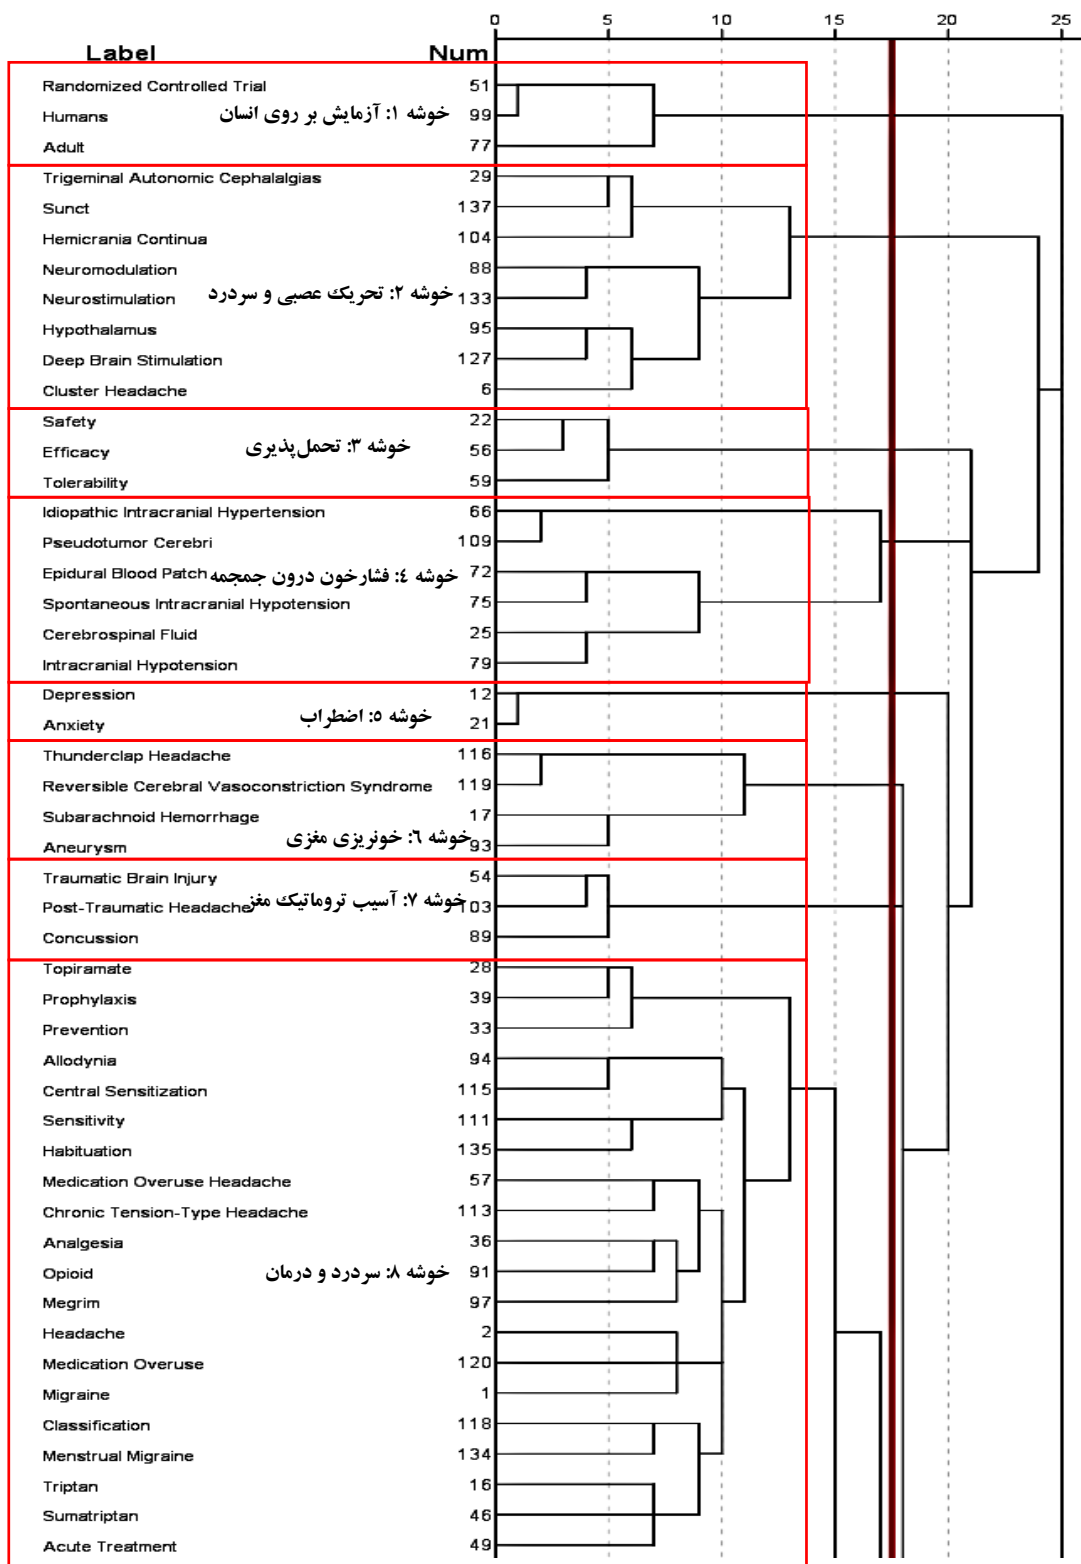 0 5 10 15 20 25
Label Num
Randomized Controlled Trial 51
Humans 99
خوشه ۱: آزمایش بر روی انسان
Adult 77
Trigeminal Autonomic Cephalalgias 29
Sunct 137
Hemicrania Continua 104
Neuromodulation 88
Neurostimulation 133
خوشه ۲: تحریک عصبی و سردرد
Hypothalamus 95
Deep Brain Stimulation 127
Cluster Headache 6
Safety 22
Efficacy 56
خوشه ۳: تحمل‌پذیری
Tolerability 59
Idiopathic Intracranial Hypertension 66
Pseudotumor Cerebri 109
Epidural Blood Patch 72
خوشه ٤: فشارخون درون جمجمه
Spontaneous Intracranial Hypotension 75
Cerebrospinal Fluid 25
Intracranial Hypotension 79
Depression 12
Anxiety 21
خوشه ٥: اضطراب
Thunderclap Headache 116
Reversible Cerebral Vasoconstriction Syndrome 119
Subarachnoid Hemorrhage 17
Aneurysm 93
خوشه ٦: خونریزی مغزی
Traumatic Brain Injury 54
Post-Traumatic Headache 103
خوشه ۷: آسیب تروماتیک مغز
Concussion 89
Topiramate 28
Prophylaxis 39
Prevention 33
Allodynia 94
Central Sensitization 115
Sensitivity 111
Habituation 135
Medication Overuse Headache 57
Chronic Tension-Type Headache 113
Analgesia 36
Opioid 91
خوشه ۸: سردرد و درمان
Megrim 97
Headache 2
Medication Overuse 120
Migraine 1
Classification 118
Menstrual Migraine 134
Triptan 16
Sumatriptan 46
Acute Treatment 49